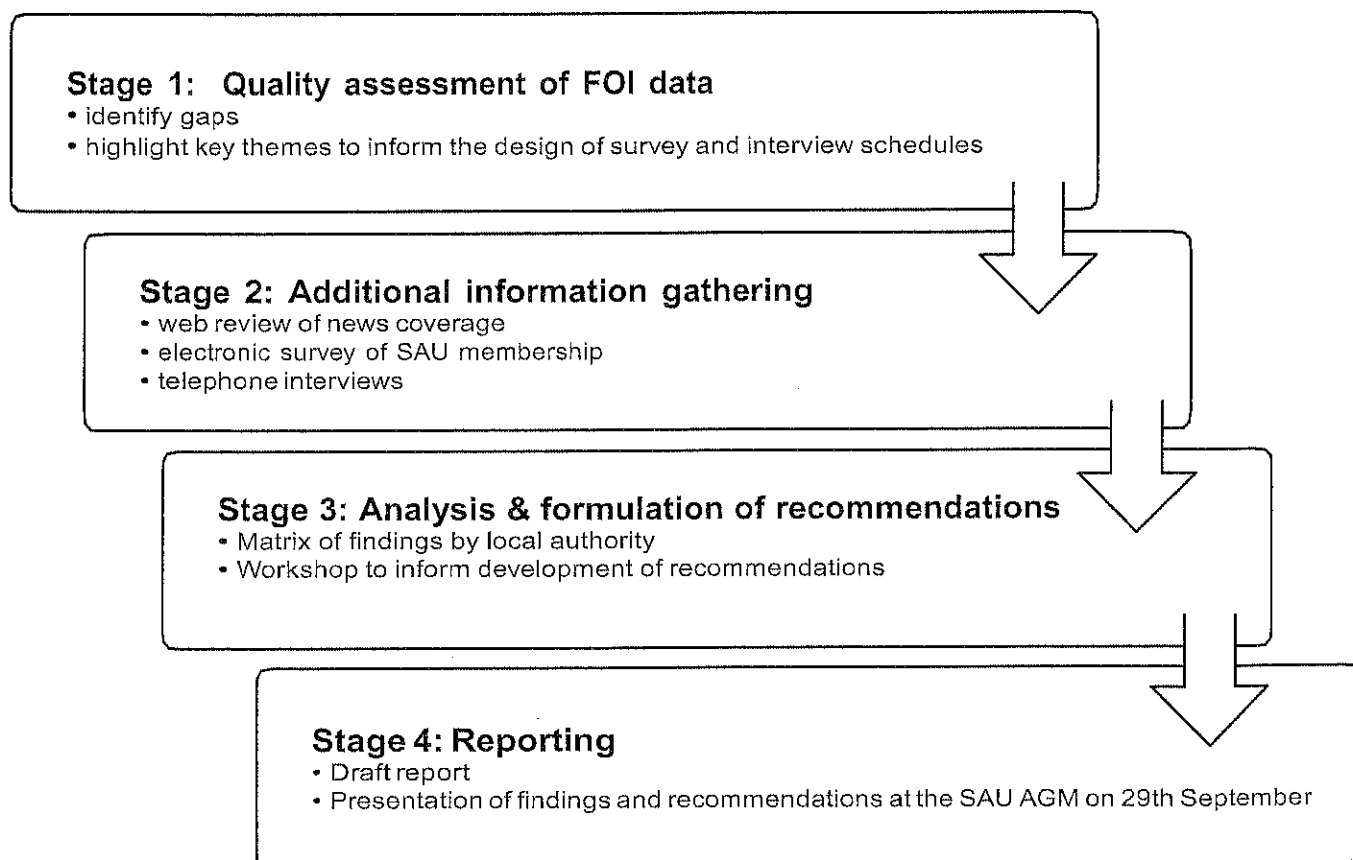 Stage 1: Quality assessment of FOI data
• identify gaps
• highlight key themes to inform the design of survey and interview schedules
Stage 2: Additional information gathering
• web review of news coverage
• electronic survey of SAU membership
• telephone interviews
Stage 3: Analysis & formulation of recommendations
• Matrix of findings by local authority
• Workshop to inform development of recommendations
Stage 4: Reporting
• Draft report
• Presentation of findings and recommendations at the SAU AGM on 29th September